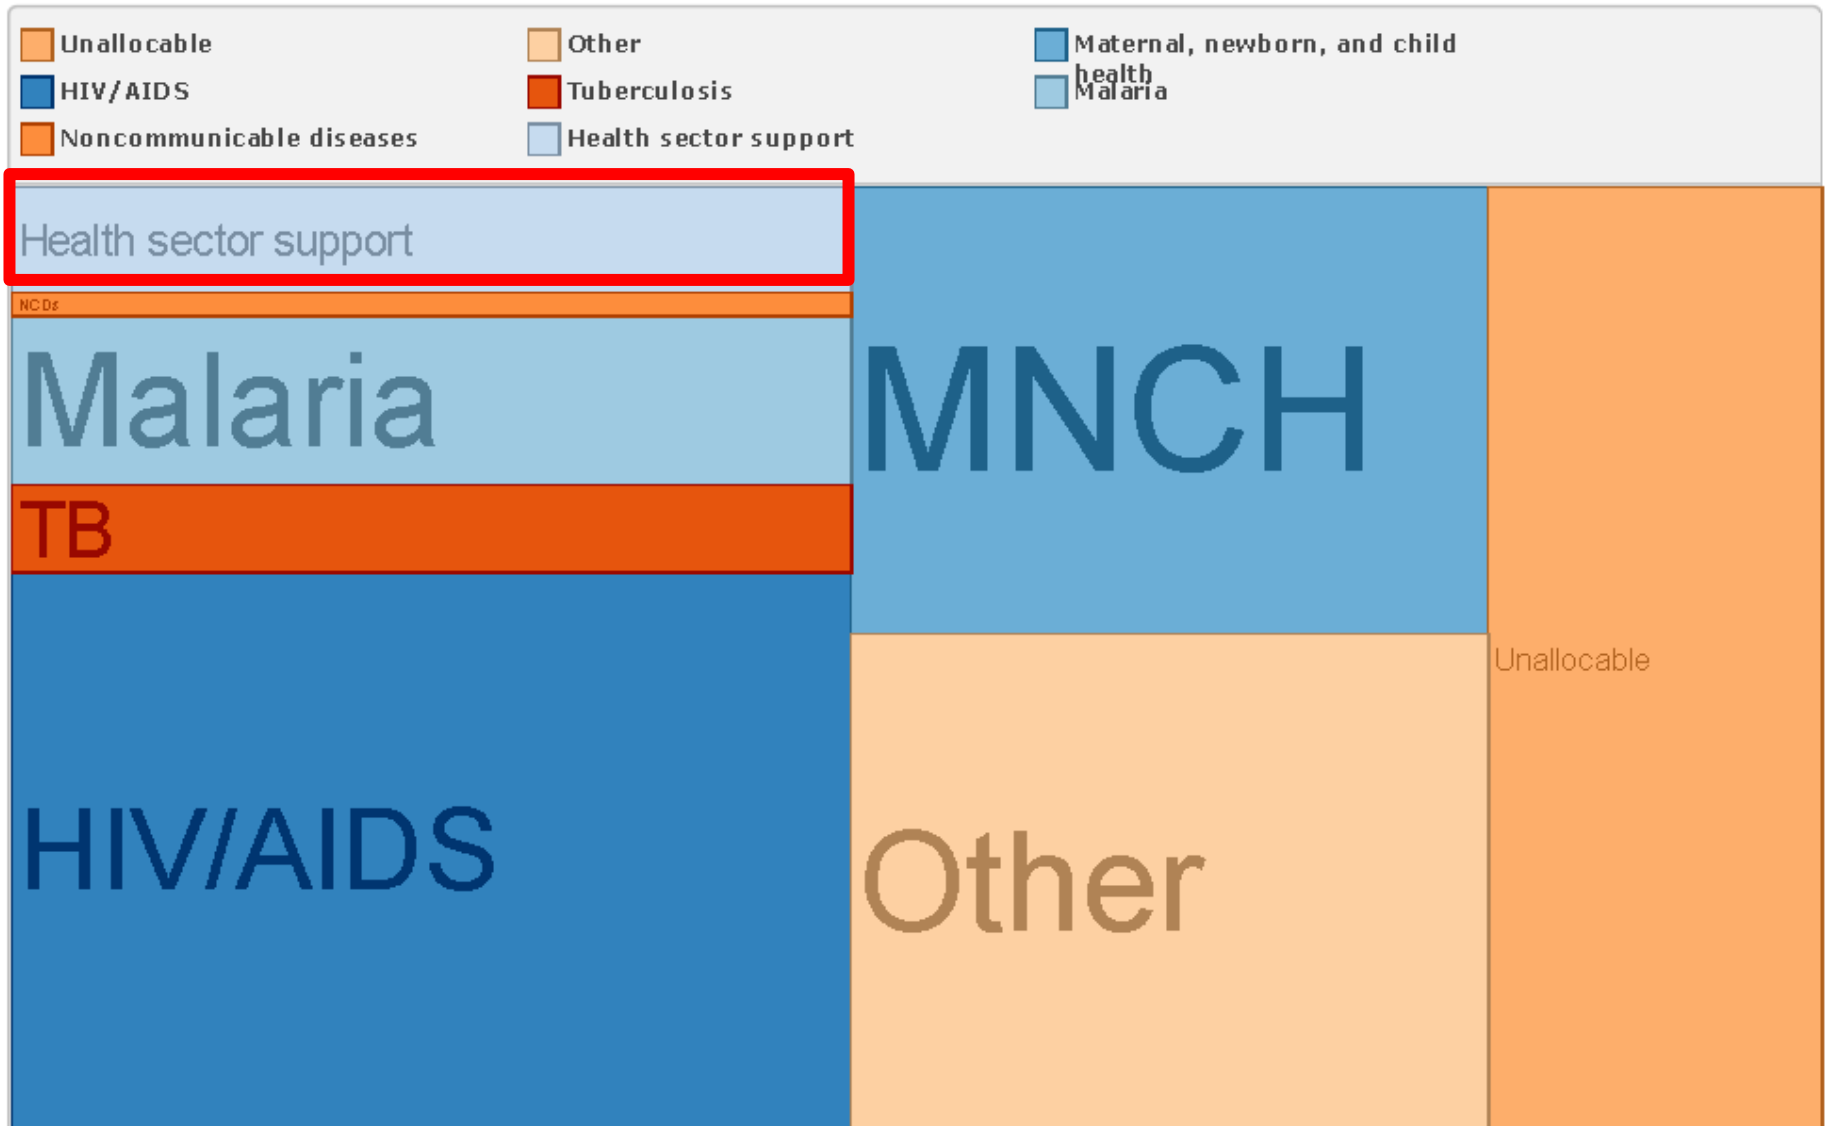 Unallocable
Other
Maternal, newborn, and child
health
HIV/AIDS
Tuberculosis
Malaria
Noncommunicable diseases
Health sector support
Health sector support
NCDs
Malaria
TB
HIV/AIDS
MNCH
Other
Unallocable